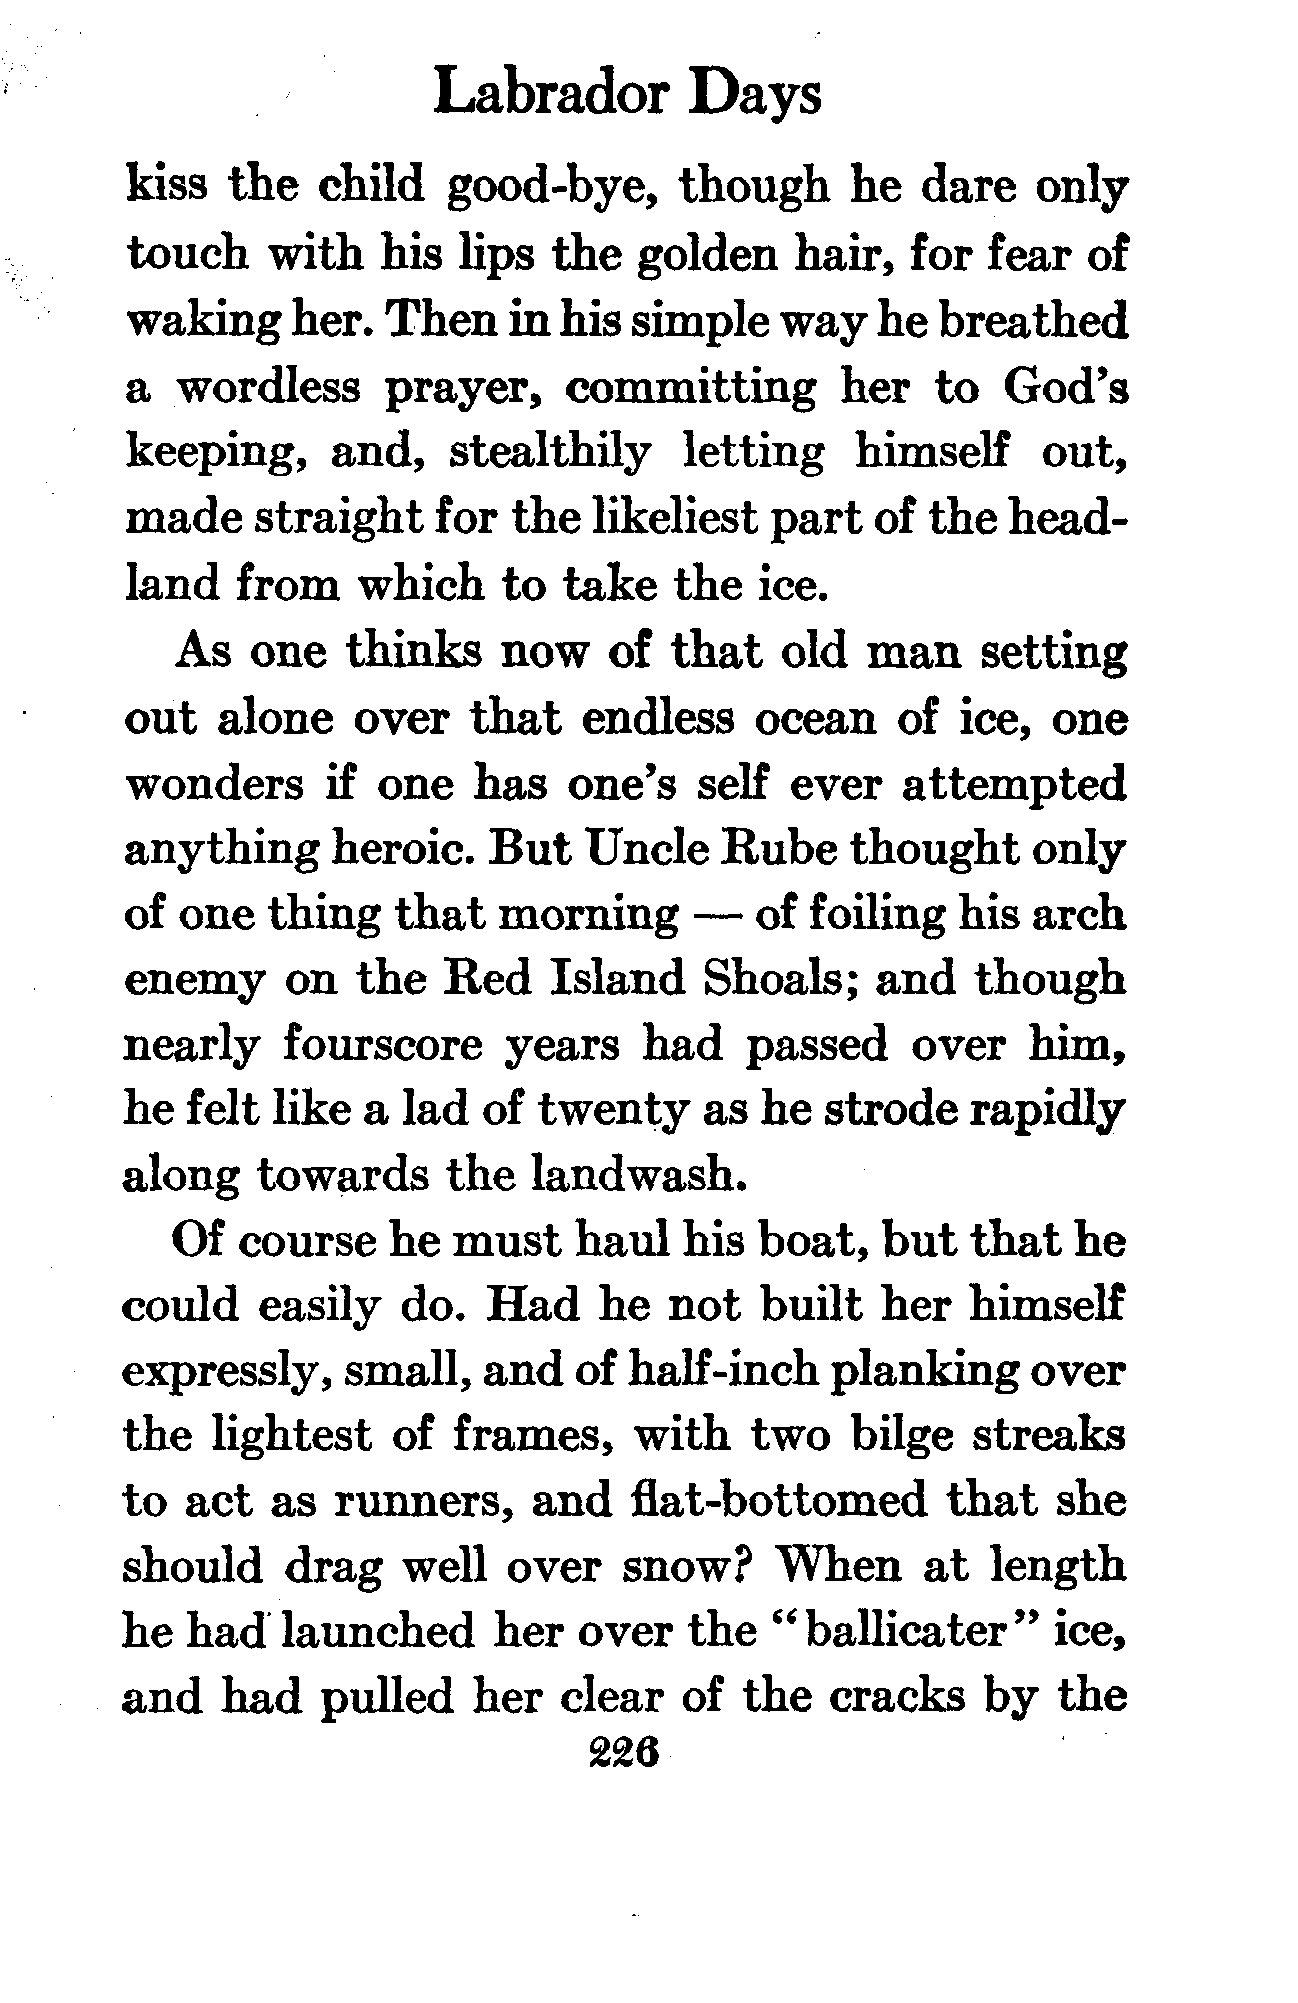 Labrador Days
kiss the child good-bye, though he dare only
touch with his lips the golden hair, for fear of
waking her. Then in his simple way he breathed
a wordless prayer, committing her to God's
keeping, and, stealthily letting himself out,
made straight for the likeliest part of the head-
land from which to take the ice.
As one thinks now of that old man setting
out alone over that endless ocean of ice, one
wonders if one has one's self ever attempted
anything heroic. But Uncle Rube thought only
of one thing that morning — of foiling his arch
enemy on the Red Island Shoals; and though
nearly fourscore years had passed over him,
he felt like a lad of twenty as he strode rapidly
along towards the landwash.
Of course he must haul his boat, but that he
could easily do. Had he not built her himself
expressly, small, and of half-inch planking over
the lightest of frames, with two bilge streaks
to act as runners, and flat-bottomed that she
should drag well over snow? When at length
he had launched her over the “ballicater” ice,
and had pulled her clear of the cracks by the
226